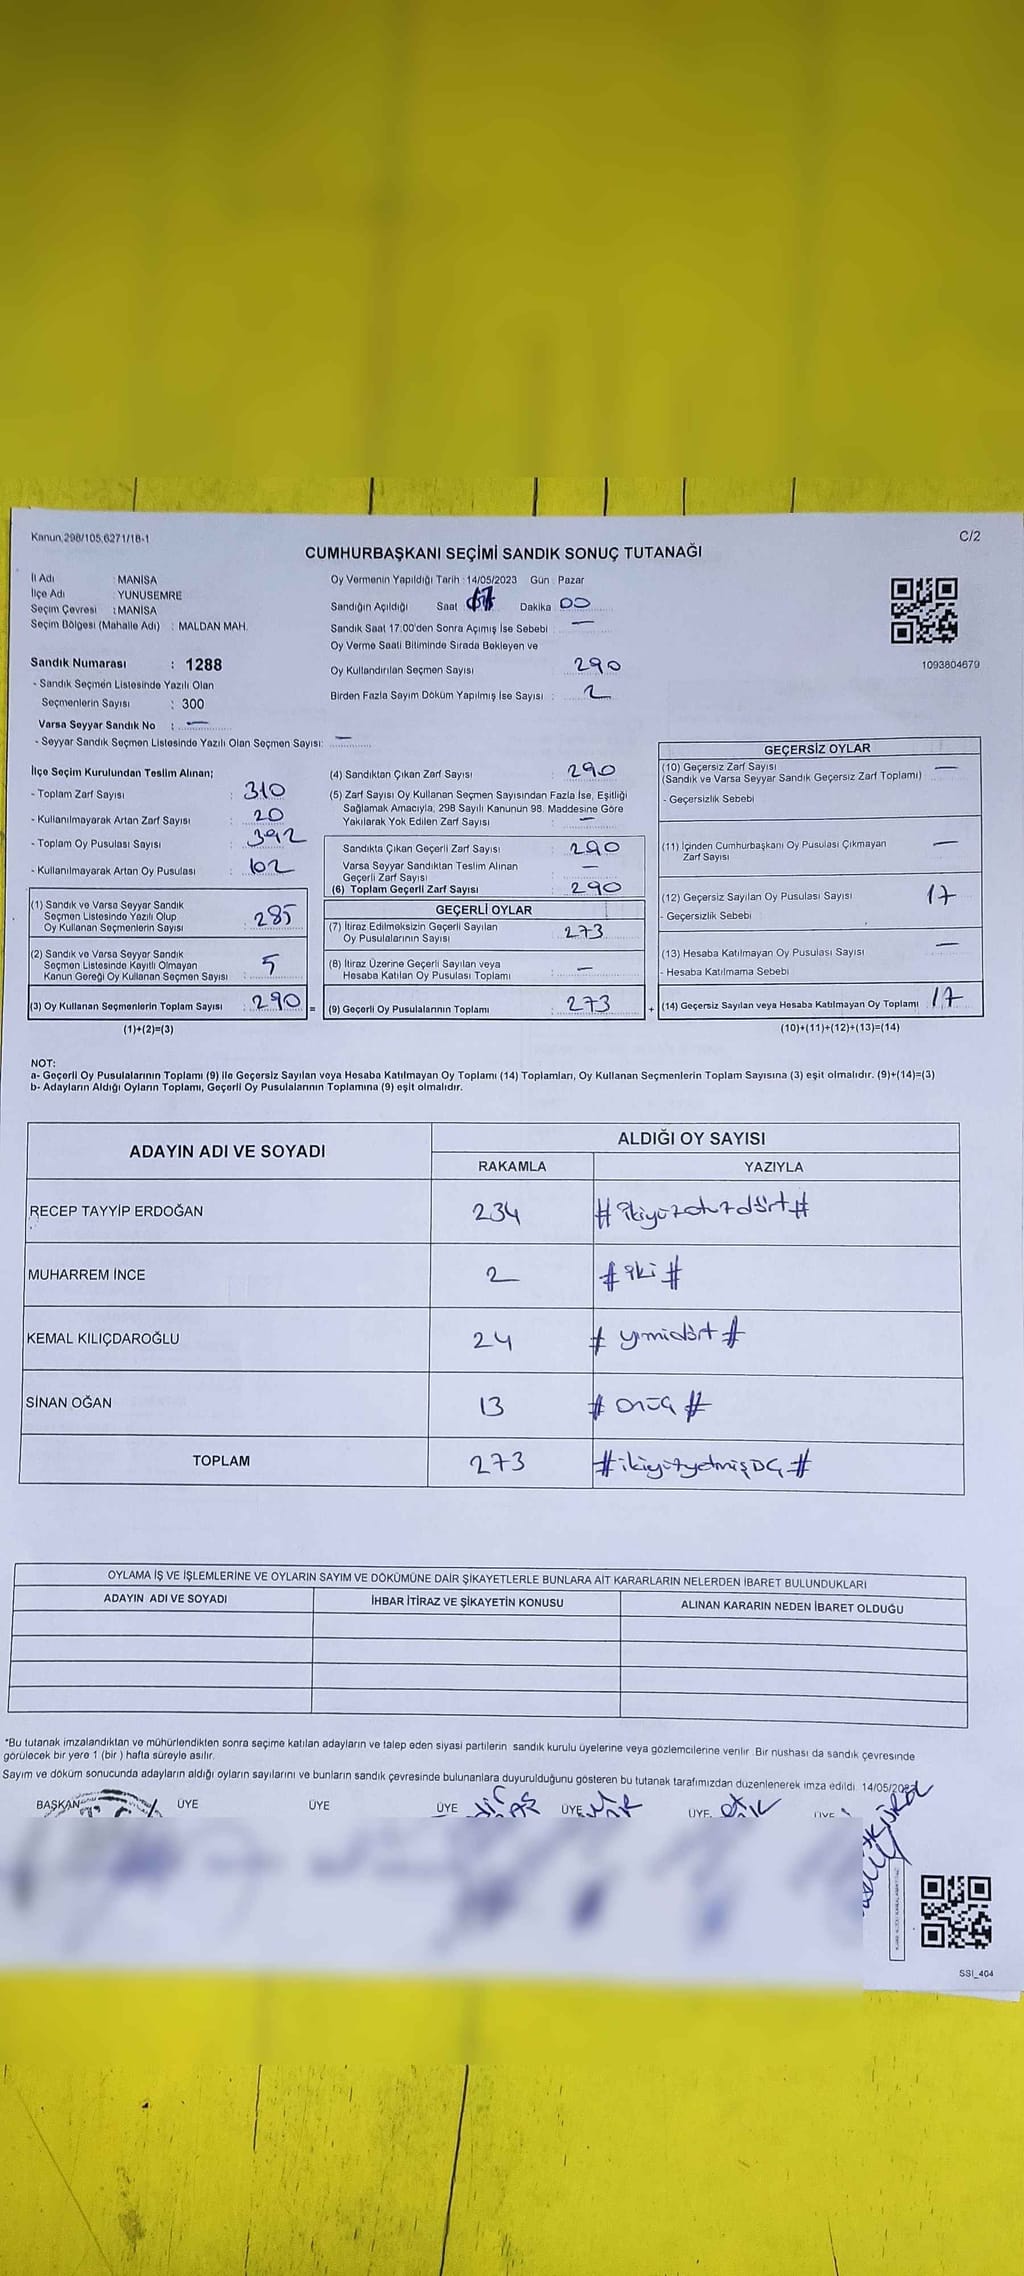 Kanun.298/105.6271/18-1
C/2
CUMHURBAŞKANI SEÇİMİ SANDIK SONUÇ TUTANAĞI
İl Adı : MANİSA
İlçe Adı : YUNUSEMRE
Seçim Çevresi : MANİSA
Seçim Bölgesi (Mahalle Adı) : MALDAN MAH.
Sandık Numarası : 1288
- Sandık Seçmen Listesinde Yazılı Olan
Seçmenlerin Sayısı : 300
Varsa Seyyar Sandık No : —
- Seyyar Sandık Seçmen Listesinde Yazılı Olan Seçmen Sayısı: —
Oy Vermenin Yapıldığı Tarih : 14/05/2023 Gün : Pazar
Sandığın Açıldığı Saat 17 Dakika 00
Sandık Saat 17:00'den Sonra Açımış İse Sebebi : —
Oy Verme Saati Bitiminde Sırada Bekleyen ve
Oy Kullandırılan Seçmen Sayısı : 290
Birden Fazla Sayım Döküm Yapılmış İse Sayısı : 2
1093804679
İlçe Seçim Kurulundan Teslim Alınan;
- Toplam Zarf Sayısı : 310
- Kullanılmayarak Artan Zarf Sayısı : 20
- Toplam Oy Pusulası Sayısı : 392
- Kullanılmayarak Artan Oy Pusulası : 102
(1) Sandık ve Varsa Seyyar Sandık
Seçmen Listesinde Yazılı Olup
Oy Kullanan Seçmenlerin Sayısı : 285
(2) Sandık ve Varsa Seyyar Sandık
Seçmen Listesinde Kayıtlı Olmayan
Kanun Gereği Oy Kullanan Seçmen Sayısı : 5
(3) Oy Kullanan Seçmenlerin Toplam Sayısı : 290 =
(1)+(2)=(3)
(4) Sandıktan Çıkan Zarf Sayısı : 290
(5) Zarf Sayısı Oy Kullanan Seçmen Sayısından Fazla İse, Eşitliği
Sağlamak Amacıyla, 298 Sayılı Kanunun 98. Maddesine Göre
Yakılarak Yok Edilen Zarf Sayısı : —
Sandıkta Çıkan Geçerli Zarf Sayısı : 290
Varsa Seyyar Sandıktan Teslim Alınan
Geçerli Zarf Sayısı : —
(6) Toplam Geçerli Zarf Sayısı : 290
GEÇERLİ OYLAR
(7) İtiraz Edilmeksizin Geçerli Sayılan
Oy Pusulalarının Sayısı : 273
(8) İtiraz Üzerine Geçerli Sayılan veya
Hesaba Katılan Oy Pusulası Toplamı : —
(9) Geçerli Oy Pusulalarının Toplamı : 273 +
GEÇERSİZ OYLAR
(10) Geçersiz Zarf Sayısı —
(Sandık ve Varsa Seyyar Sandık Geçersiz Zarf Toplamı)
- Geçersizlik Sebebi
(11) İçinden Cumhurbaşkanı Oy Pusulası Çıkmayan —
Zarf Sayısı
(12) Geçersiz Sayılan Oy Pusulası Sayısı 17
- Geçersizlik Sebebi
(13) Hesaba Katılmayan Oy Pusulası Sayısı —
- Hesaba Katılmama Sebebi
(14) Geçersiz Sayılan veya Hesaba Katılmayan Oy Toplamı 17
(10)+(11)+(12)+(13)=(14)
NOT:
a- Geçerli Oy Pusulalarının Toplamı (9) ile Geçersiz Sayılan veya Hesaba Katılmayan Oy Toplamı (14) Toplamları, Oy Kullanan Seçmenlerin Toplam Sayısına (3) eşit olmalıdır. (9)+(14)=(3)
b- Adayların Aldığı Oyların Toplamı, Geçerli Oy Pusulalarının Toplamına (9) eşit olmalıdır.
ADAYIN ADI VE SOYADI
ALDIĞI OY SAYISI
RAKAMLA YAZIYLA
RECEP TAYYİP ERDOĞAN 234 #ikiyüzotuzdört#
MUHARREM İNCE 2 #iki#
KEMAL KILIÇDAROĞLU 24 #yirmidört#
SİNAN OĞAN 13 #onüç#
TOPLAM 273 #ikiyüzyetmişüç#
OYLAMA İŞ VE İŞLEMLERİNE VE OYLARIN SAYIM VE DÖKÜMÜNE DAİR ŞİKAYETLERLE BUNLARA AİT KARARLARIN NELERDEN İBARET BULUNDUKLARI
ADAYIN ADI VE SOYADI İHBAR İTİRAZ VE ŞİKAYETİN KONUSU ALINAN KARARIN NEDEN İBARET OLDUĞU
*Bu tutanak imzalandıktan ve mühürlendikten sonra seçime katılan adayların ve talep eden siyasi partilerin sandık kurulu üyelerine veya gözlemcilerine verilir. Bir nushası da sandık çevresinde
görülecek bir yere 1 (bir ) hafta süreyle asılır.
Sayım ve döküm sonucunda adayların aldığı oyların sayılarını ve bunların sandık çevresinde bulunanlara duyurulduğunu gösteren bu tutanak tarafımızdan düzenlenerek imza edildi. 14/05/2023
BAŞKAN ÜYE ÜYE ÜYE ÜYE ÜYE ÜYE
SSI_404